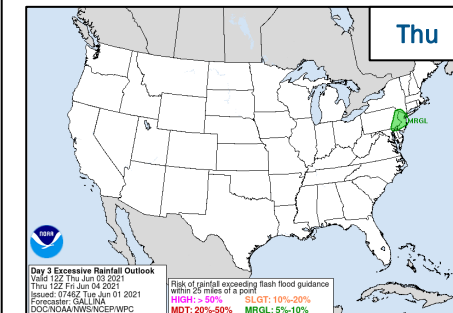 Thu
MRGL
NOAA
Day 3 Excessive Rainfall Outlook
Valid 12Z Thu Jun 03 2021
Thru 12Z Fri Jun 04 2021
Issued: 0746Z Tue Jun 01 2021
Forecaster: GALLINA
DOC/NOAA/NWS/NCEP/WPC
Risk of rainfall exceeding flash flood guidance
within 25 miles of a point
HIGH: > 50% SLGT: 10%-20%
MDT: 20%-50% MRGL: 5%-10%